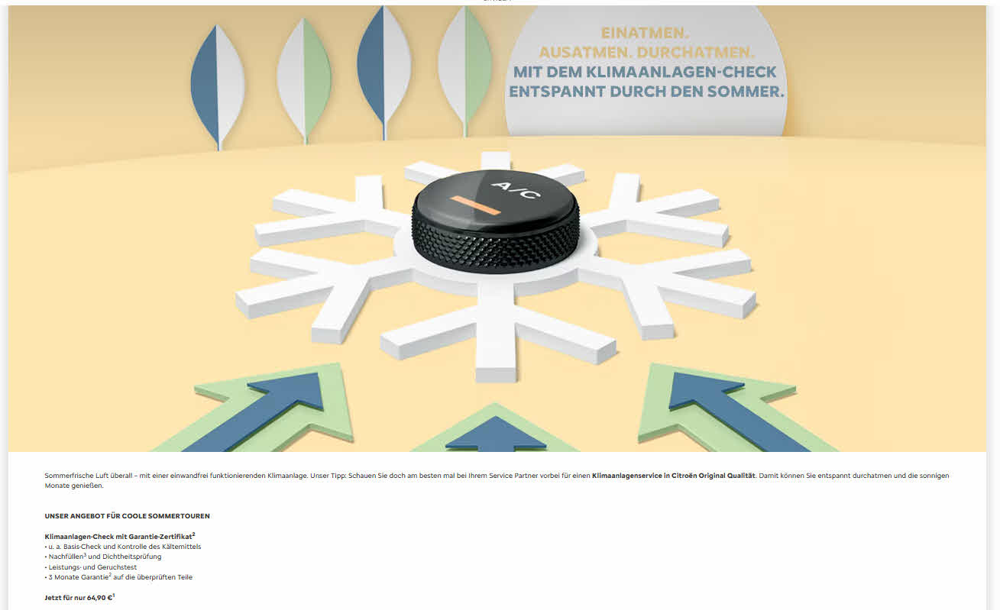 EINATMEN.
AUSATMEN. DURCHATMEN.
MIT DEM KLIMAANLAGEN-CHECK
ENTSPANNT DURCH DEN SOMMER.
A/C
Sommerfrische Luft überall – mit einer einwandfrei funktionierenden Klimaanlage. Unser Tipp: Schauen Sie doch am besten mal bei Ihrem Service Partner vorbei für einen Klimaanlagenservice in Citroën Original Qualität. Damit können Sie entspannt durchatmen und die sonnigen
Monate genießen.
UNSER ANGEBOT FÜR COOLE SOMMERTOUREN
Klimaanlagen-Check mit Garantie-Zertifikat²
• u. a. Basis-Check und Kontrolle des Kältemittels
• Nachfüllen³ und Dichtheitsprüfung
• Leistungs- und Geruchstest
• 3 Monate Garantie² auf die überprüften Teile
Jetzt für nur 64,90 €¹